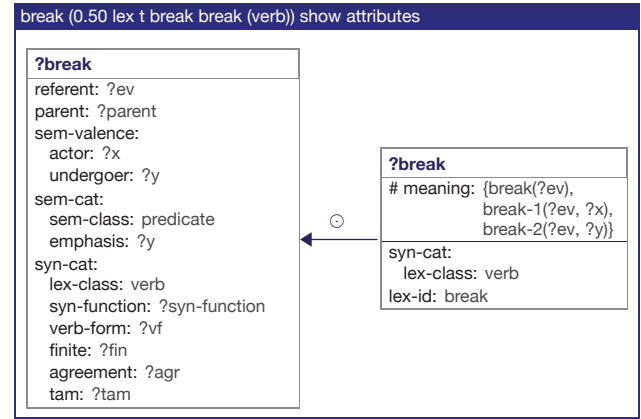 break (0.50 lex t break break (verb)) show attributes
?break
referent: ?ev
parent: ?parent
sem-valence:
actor: ?x
undergoer: ?y
sem-cat:
sem-class: predicate
emphasis: ?y
syn-cat:
lex-class: verb
syn-function: ?syn-function
verb-form: ?vf
finite: ?fin
agreement: ?agr
tam: ?tam
⊙
?break
# meaning: {break(?ev),
break-1(?ev, ?x),
break-2(?ev, ?y)}
syn-cat:
lex-class: verb
lex-id: break